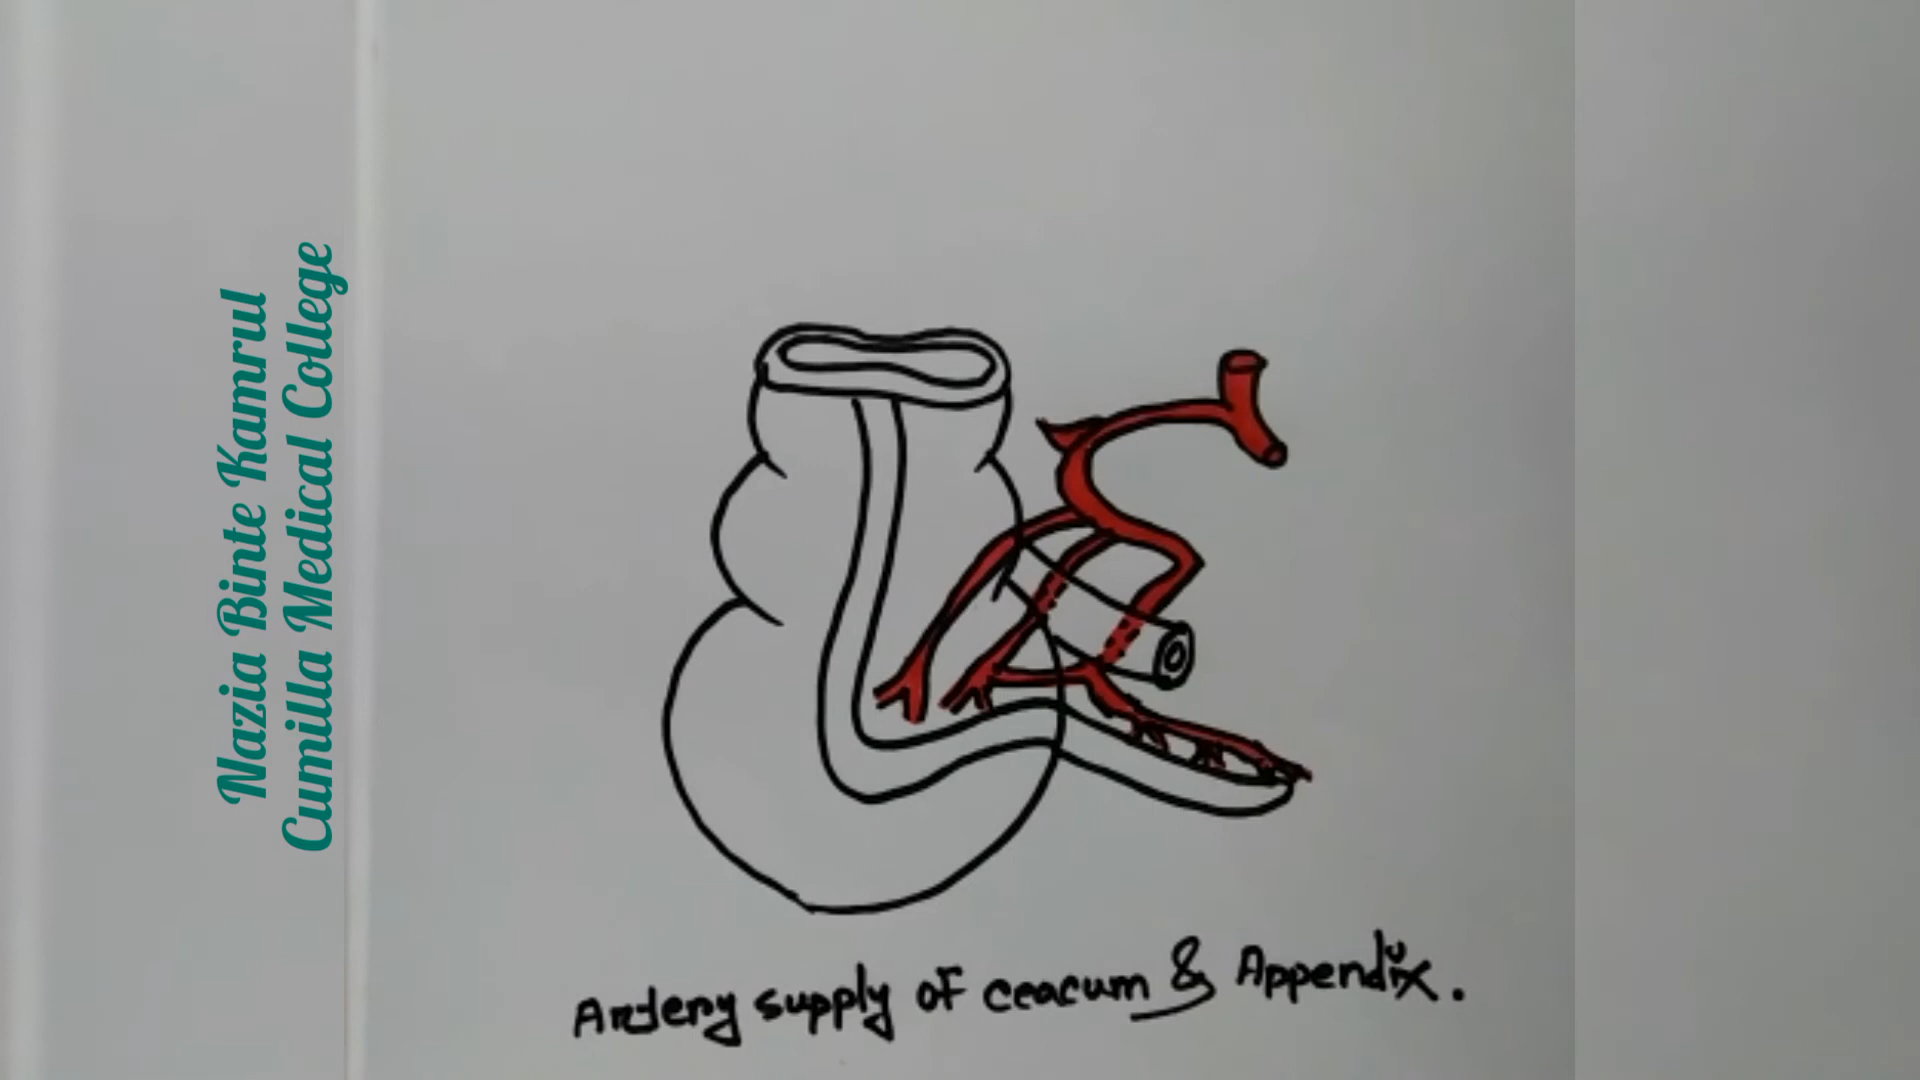 Nazia Binte Kamrul
Cumilla Medical College
Artery supply of ceacum & Appendix.